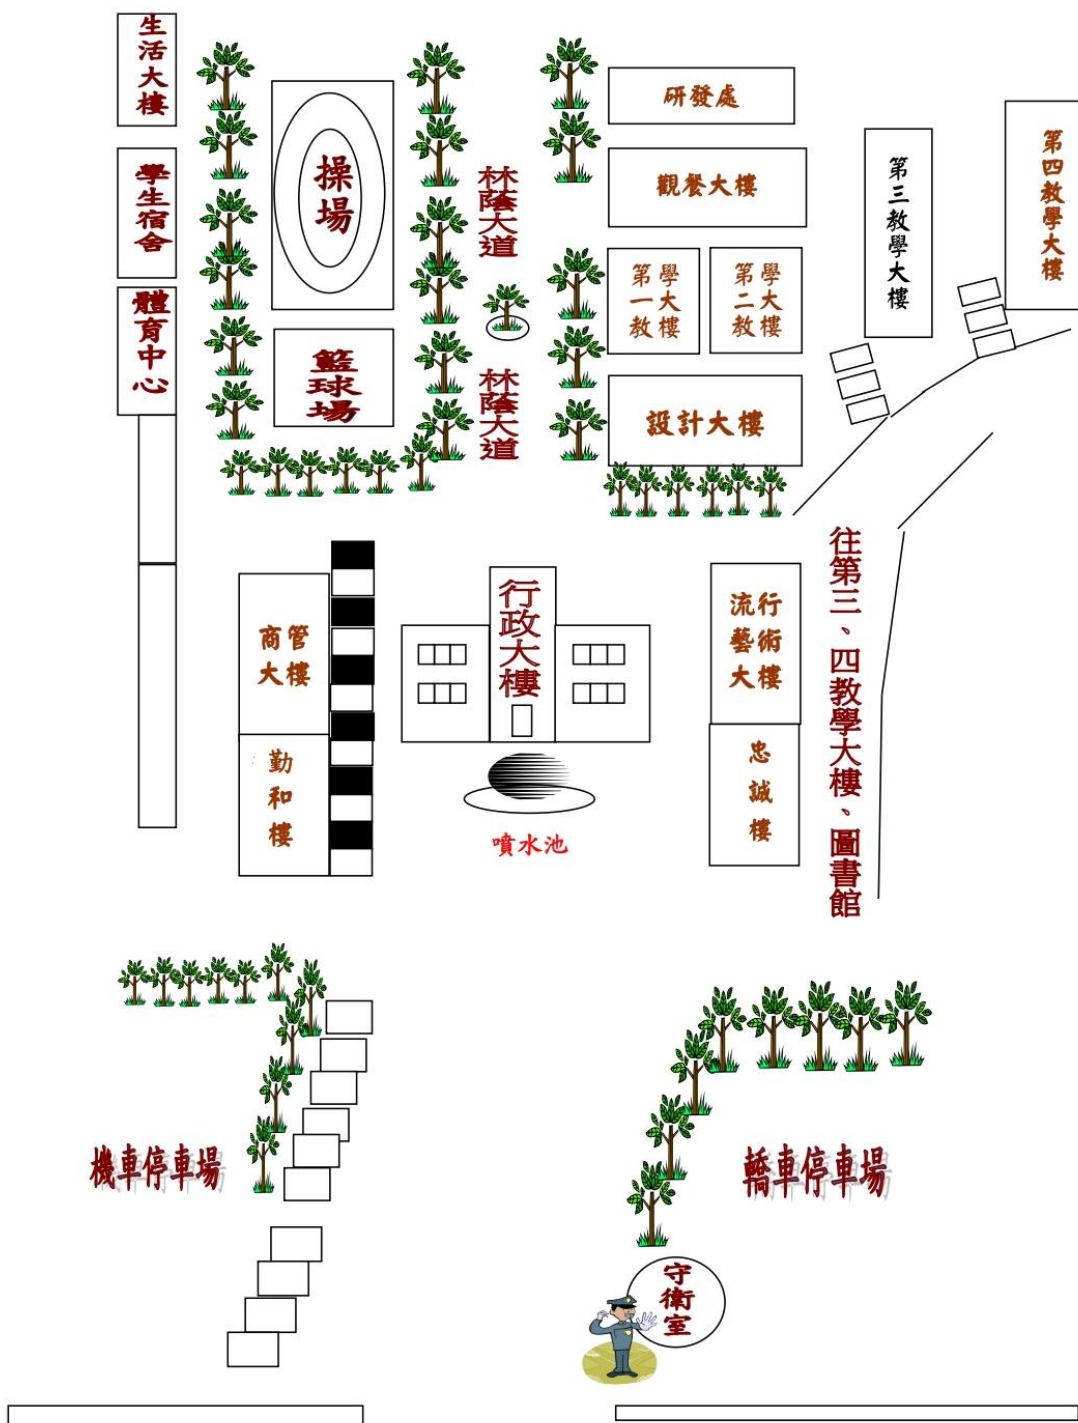 生活大樓
學生宿舍
體育中心
操場
籃球場
林蔭大道
林蔭大道
研發處
觀餐大樓
第一教
學大樓
第二教
學大樓
設計大樓
第三教學大樓
第四教學大樓
商管
大樓
勤和樓
行政大樓
噴水池
流行
藝術
大樓
忠誠樓
往第三、四教學大樓、圖書館
機車停車場
轎車停車場
守衛室